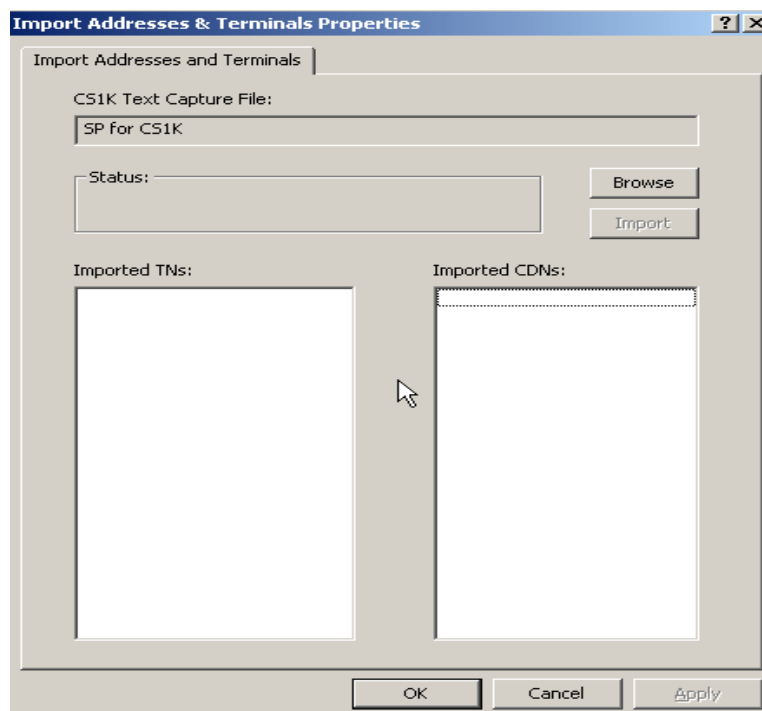 Import Addresses & Terminals Properties
Import Addresses and Terminals
CS1K Text Capture File:
SP for CS1K
Status:
Browse
Import
Imported TNs:
Imported CDNs:
OK
Cancel
Apply